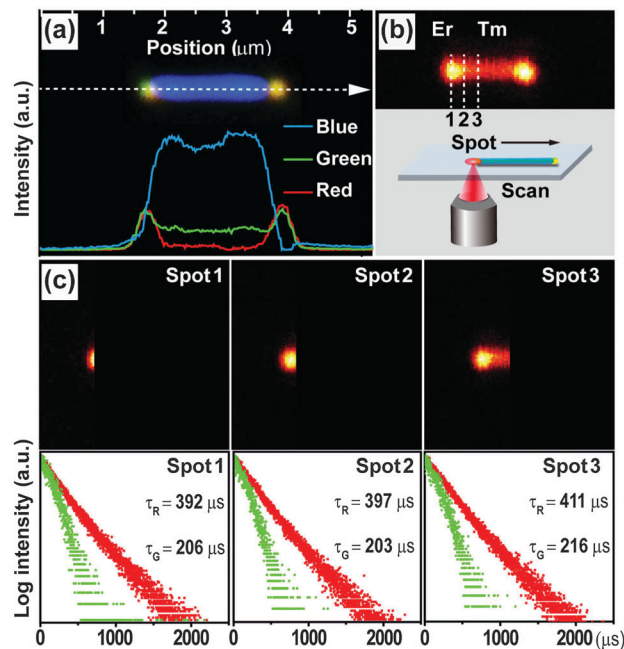 (a)
1 2 3 4 5
Position (μm)
Intensity (a.u.)
Blue
Green
Red
(b)
Er Tm
1 2 3
Spot
Scan
(c)
Spot 1
Spot 2
Spot 3
Log intensity (a.u.)
Spot 1
τR = 392 μs
τG = 206 μs
Spot 2
τR = 397 μs
τG = 203 μs
Spot 3
τR = 411 μs
τG = 216 μs
0 1000 2000 0 1000 2000 0 1000 2000 (μs)